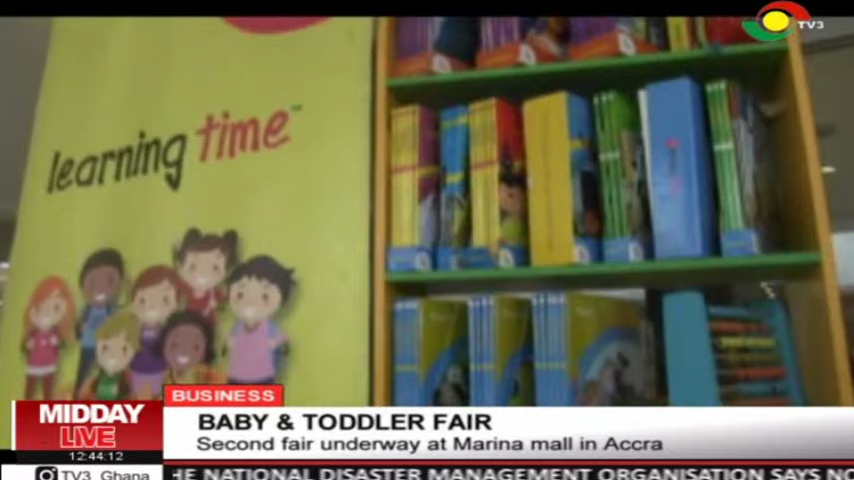 TV3
learning time
BUSINESS
BABY & TODDLER FAIR
Second fair underway at Marina mall in Accra
MIDDAY
LIVE
12:44:12
TV3_Ghana
HE NATIONAL DISASTER MANAGEMENT ORGANISATION SAYS NO